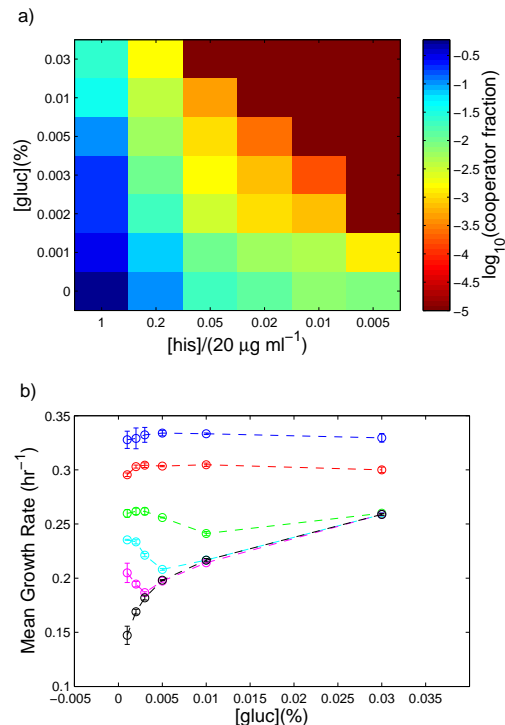 a)
0.03
0.01
0.005
0.003
0.002
0.001
0
[gluc](%)
1 0.2 0.05 0.02 0.01 0.005
[his]/(20 μg ml⁻¹)
-0.5
-1
-1.5
-2
-2.5
-3
-3.5
-4
-4.5
-5
log₁₀(cooperator fraction)
b)
0.35
0.3
0.25
0.2
0.15
0.1
Mean Growth Rate (hr⁻¹)
-0.005 0 0.005 0.01 0.015 0.02 0.025 0.03 0.035
[gluc](%)